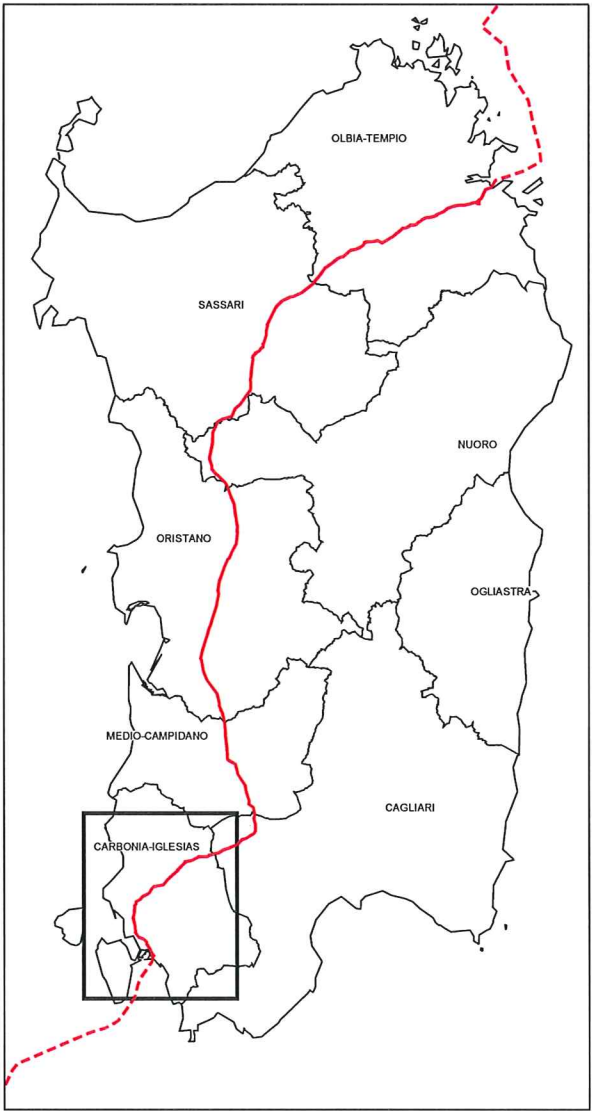 OLBIA-TEMPIO
SASSARI
NUORO
ORISTANO
OGLIASTRA
MEDIO-CAMPIDANO
CAGLIARI
CARBONIA-IGLESIAS